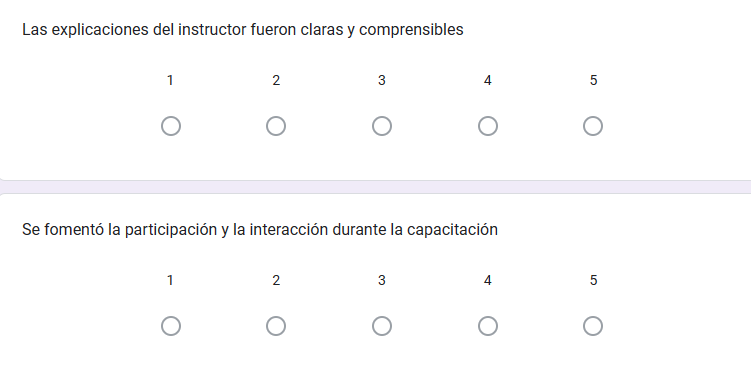 Las explicaciones del instructor fueron claras y comprensibles
1 2 3 4 5
Se fomentó la participación y la interacción durante la capacitación
1 2 3 4 5